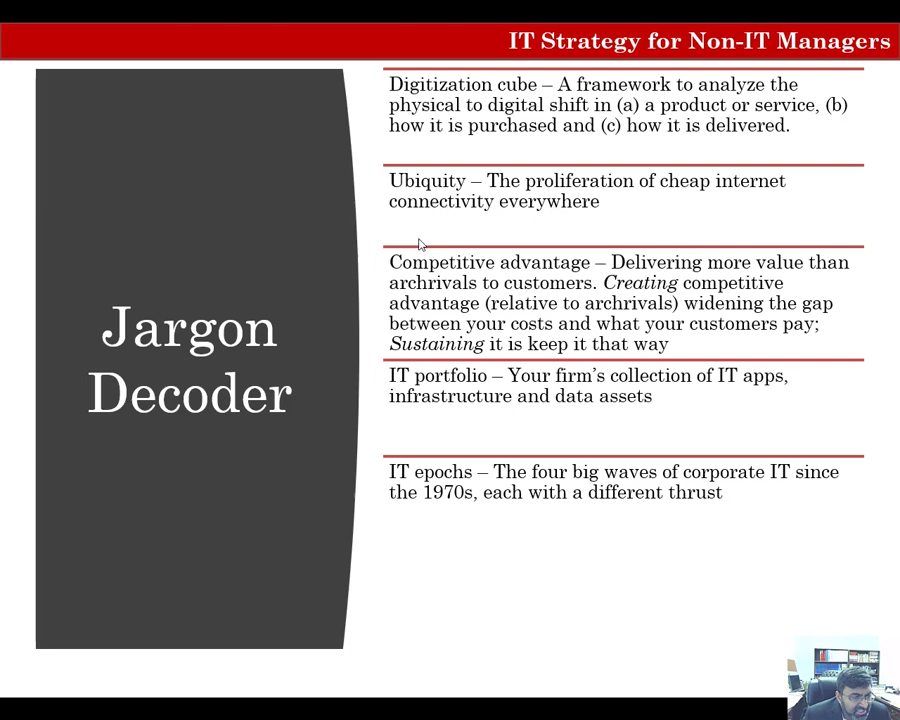 IT Strategy for Non-IT Managers
Jargon
Decoder
Digitization cube – A framework to analyze the
physical to digital shift in (a) a product or service, (b)
how it is purchased and (c) how it is delivered.
Ubiquity – The proliferation of cheap internet
connectivity everywhere
Competitive advantage – Delivering more value than
archrivals to customers. Creating competitive
advantage (relative to archrivals) widening the gap
between your costs and what your customers pay;
Sustaining it is keep it that way
IT portfolio – Your firm's collection of IT apps,
infrastructure and data assets
IT epochs – The four big waves of corporate IT since
the 1970s, each with a different thrust